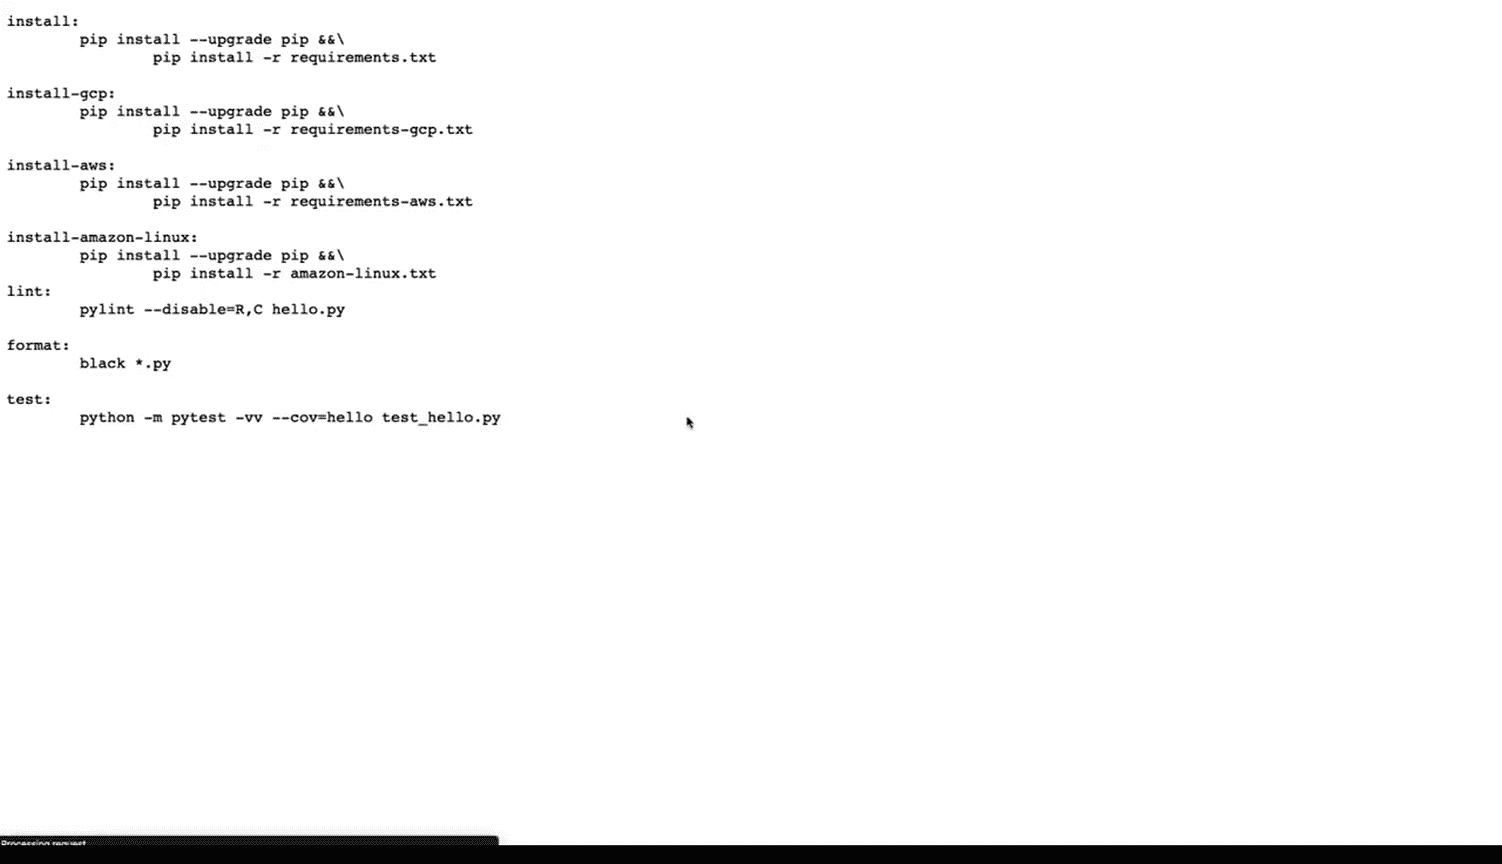 install:
pip install --upgrade pip &&\
pip install -r requirements.txt
install-gcp:
pip install --upgrade pip &&\
pip install -r requirements-gcp.txt
install-aws:
pip install --upgrade pip &&\
pip install -r requirements-aws.txt
install-amazon-linux:
pip install --upgrade pip &&\
pip install -r amazon-linux.txt
lint:
pylint --disable=R,C hello.py
format:
black *.py
test:
python -m pytest -vv --cov=hello test_hello.py
Processing request